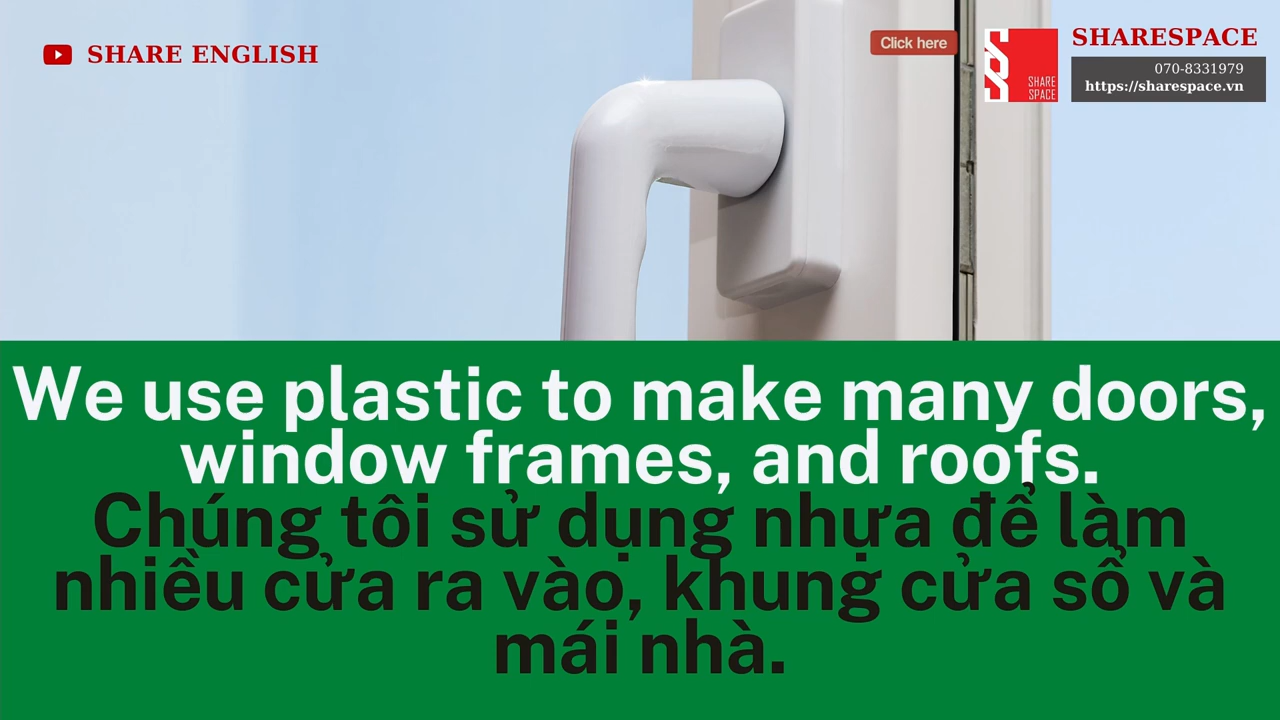 SHARE ENGLISH
Click here
SHARE
SPACE
SHARESPACE
070-8331979
https://sharespace.vn
We use plastic to make many doors,
window frames, and roofs.
Chúng tôi sử dụng nhựa để làm
nhiều cửa ra vào, khung cửa sổ và
mái nhà.